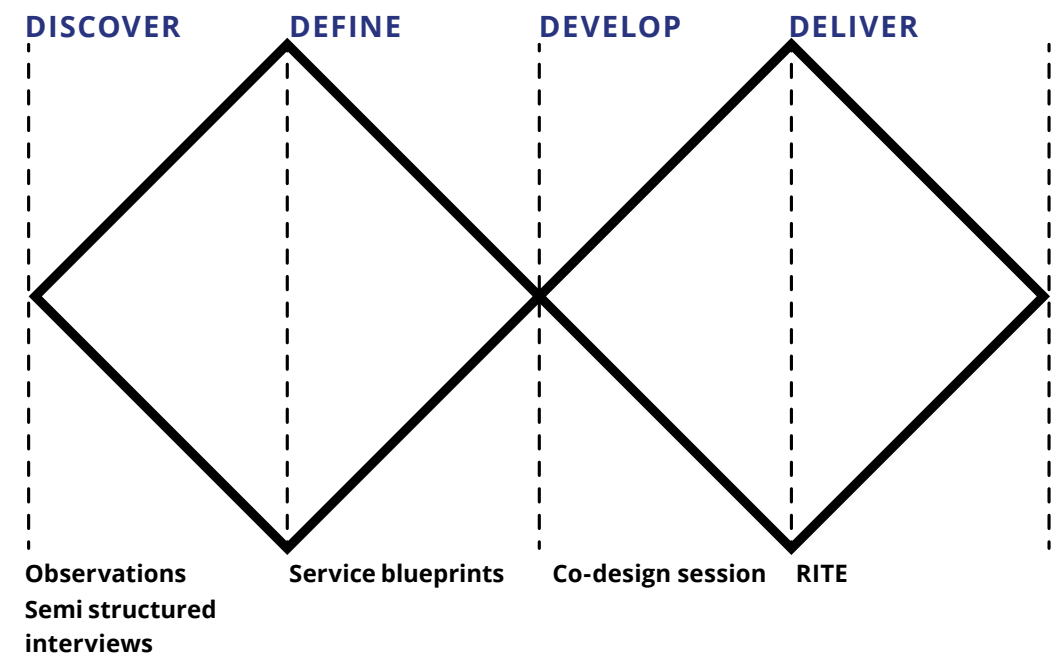 DISCOVER DEFINE DEVELOP DELIVER
Observations Service blueprints Co-design session RITE
Semi structured
interviews